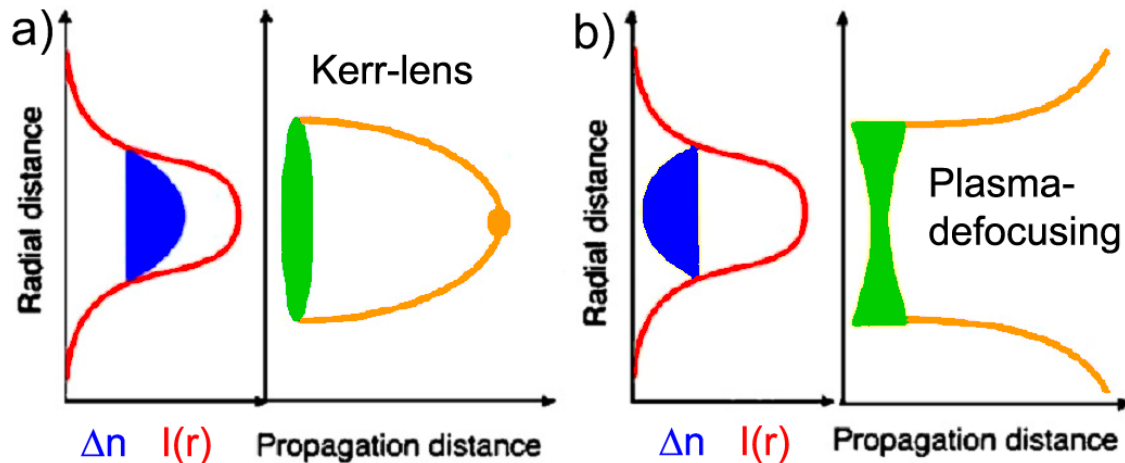 a)
Radial distance
Kerr-lens
Δn I(r)
Propagation distance
b)
Radial distance
Plasma-
defocusing
Δn I(r)
Propagation distance